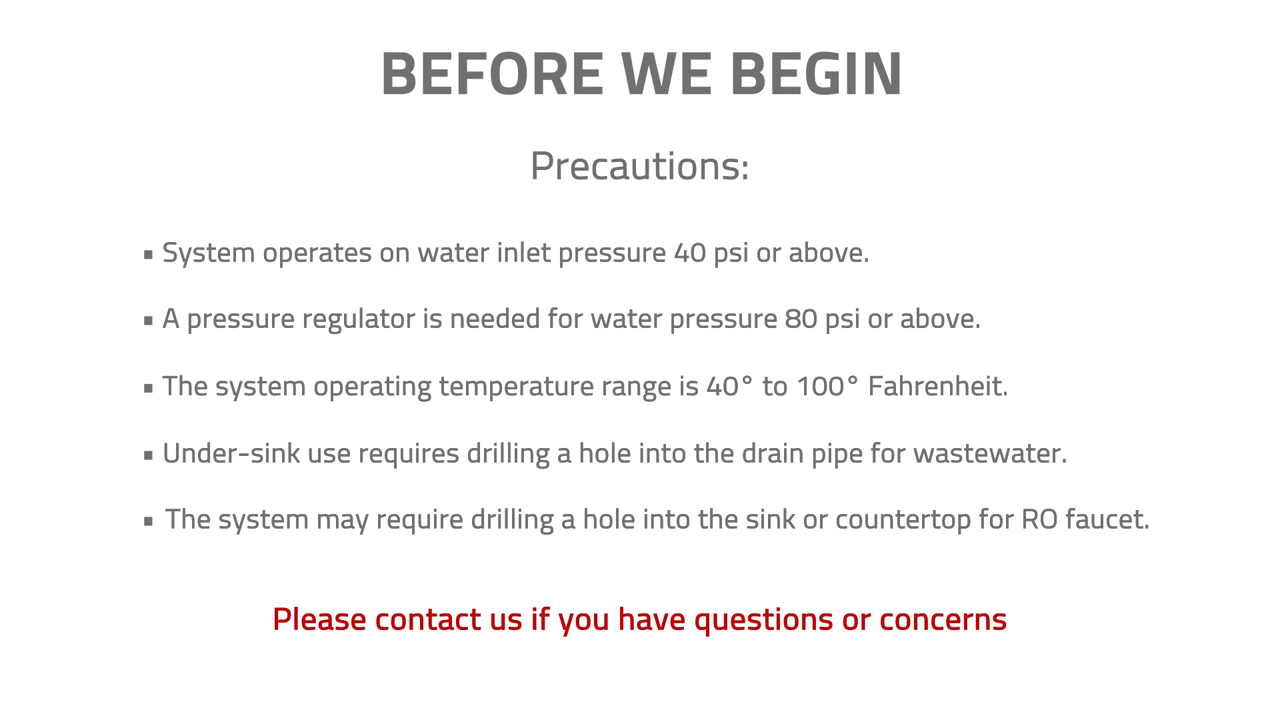 BEFORE WE BEGIN
Precautions:
▪ System operates on water inlet pressure 40 psi or above.
▪ A pressure regulator is needed for water pressure 80 psi or above.
▪ The system operating temperature range is 40° to 100° Fahrenheit.
▪ Under-sink use requires drilling a hole into the drain pipe for wastewater.
▪ The system may require drilling a hole into the sink or countertop for RO faucet.
Please contact us if you have questions or concerns